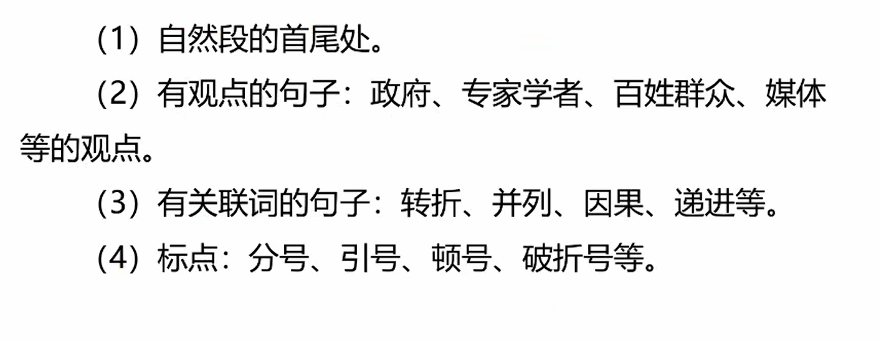 （1）自然段的首尾处。
（2）有观点的句子：政府、专家学者、百姓群众、媒体
等的观点。
（3）有关联词的句子：转折、并列、因果、递进等。
（4）标点：分号、引号、顿号、破折号等。